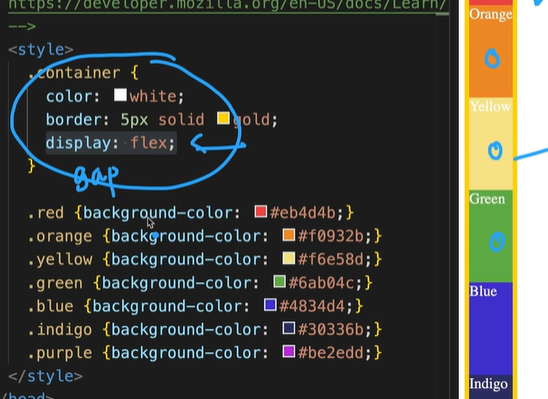 https://developer.mozilla.org/en-US/docs/Learn/
-->
<style>
.container {
color: white;
border: 5px solid gold;
display: flex;
}
gap
.red {background-color: #eb4d4b;}
.orange {background-color: #f0932b;}
.yellow {background-color: #f6e58d;}
.green {background-color: #6ab04c;}
.blue {background-color: #4834d4;}
.indigo {background-color: #30336b;}
.purple {background-color: #be2edd;}
</style>
</head>
Orange
Yellow
Green
Blue
Indigo